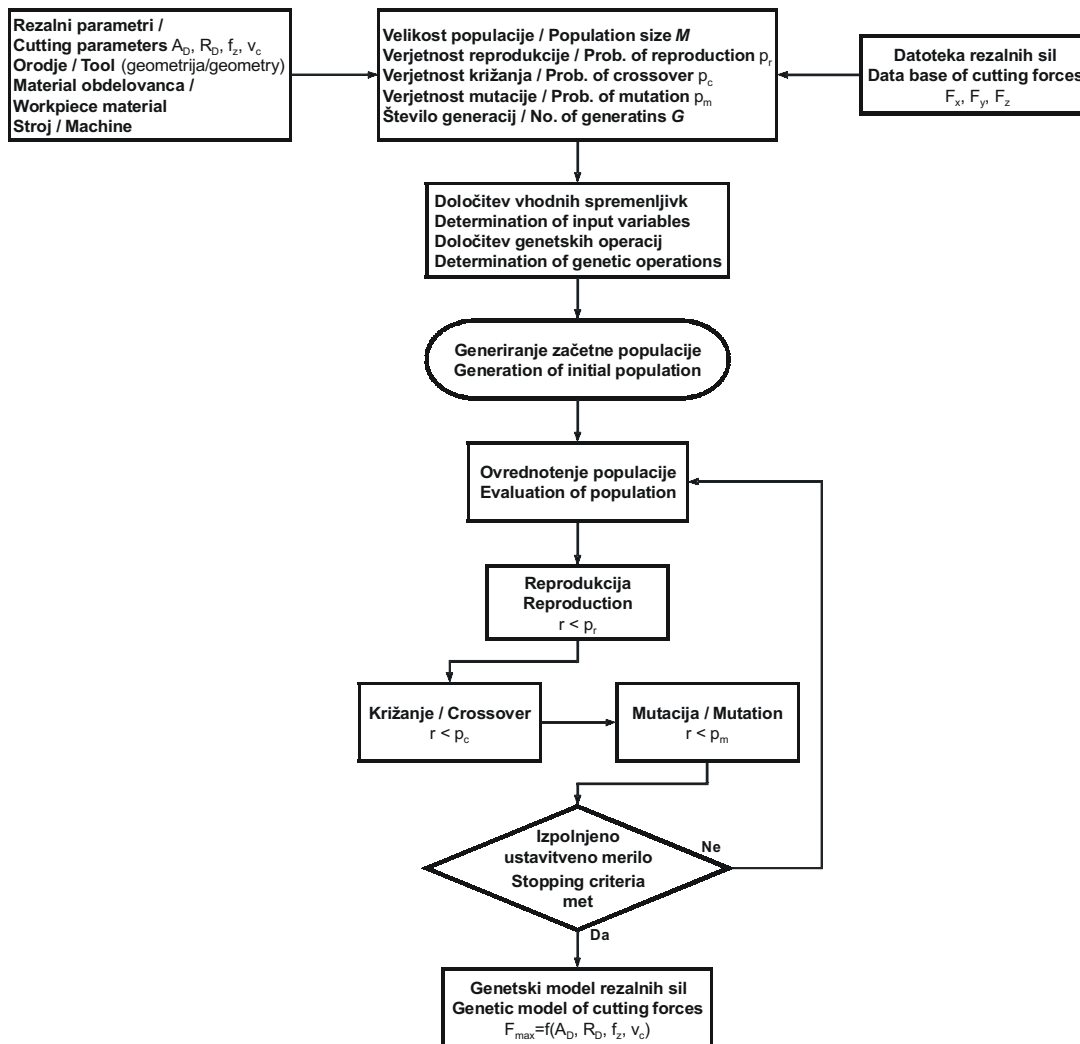 Rezalni parametri /
Cutting parameters A_D, R_D, f_z, v_c
Orodje / Tool (geometrija/geometry)
Material obdelovanca /
Workpiece material
Stroj / Machine
Velikost populacije / Population size M
Verjetnost reprodukcije / Prob. of reproduction p_r
Verjetnost križanja / Prob. of crossover p_c
Verjetnost mutacije / Prob. of mutation p_m
Število generacij / No. of generatins G
Datoteka rezalnih sil
Data base of cutting forces
F_x, F_y, F_z
Določitev vhodnih spremenljivk
Determination of input variables
Določitev genetskih operacij
Determination of genetic operations
Generiranje začetne populacije
Generation of initial population
Ovrednotenje populacije
Evaluation of population
Reprodukcija
Reproduction
r < p_r
Križanje / Crossover
r < p_c
Mutacija / Mutation
r < p_m
Izpolnjeno
ustavitveno merilo
Stopping criteria
met
Ne
Da
Genetski model rezalnih sil
Genetic model of cutting forces
F_max=f(A_D, R_D, f_z, v_c)